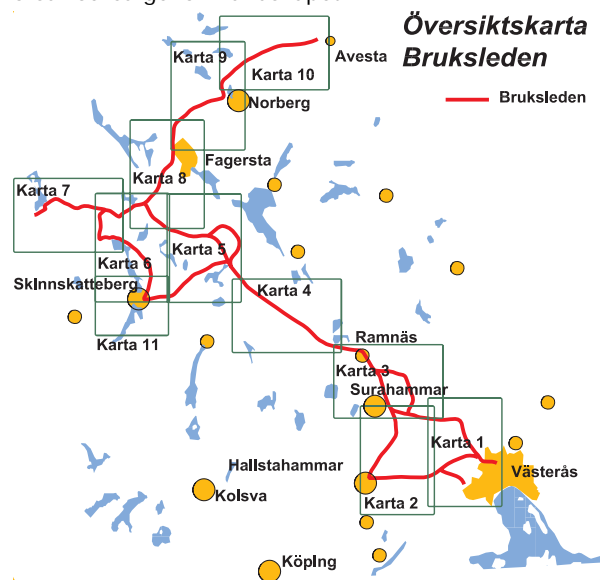 Översiktskarta
Bruksleden
Bruksleden
Karta 9
Karta 10
Avesta
Norberg
Fagersta
Karta 8
Karta 7
Karta 5
Karta 6
Skinnskatteberg
Karta 4
Karta 11
Ramnäs
Karta 3
Surahammar
Karta 1
Hallstahammar
Västerås
Kolsva
Karta 2
Köping